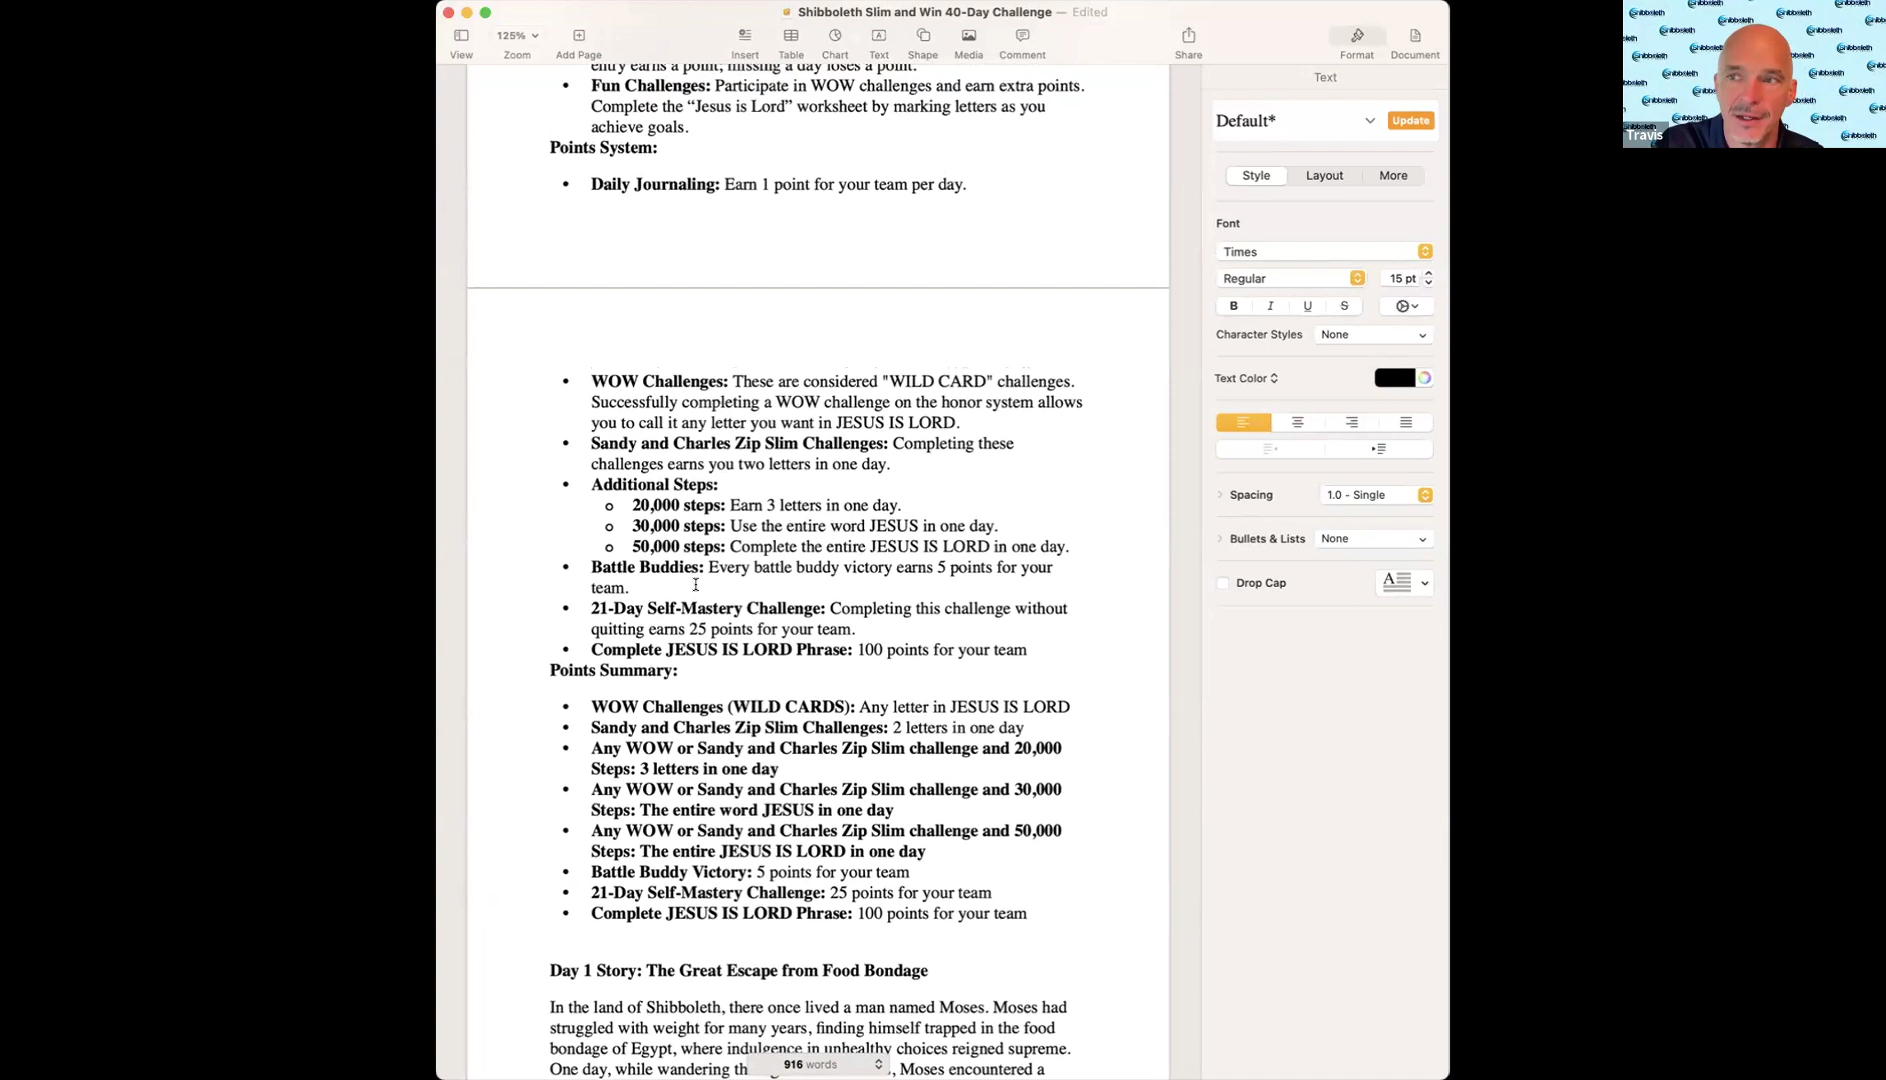 Shibboleth Slim and Win 40-Day Challenge — Edited
125%
View
Zoom
Add Page
Insert
Table
Chart
Text
Shape
Media
Comment
Share
Format
Document
entry earns a point; missing a day loses a point.
• Fun Challenges: Participate in WOW challenges and earn extra points.
Complete the “Jesus is Lord” worksheet by marking letters as you
achieve goals.
Points System:
• Daily Journaling: Earn 1 point for your team per day.
• WOW Challenges: These are considered "WILD CARD" challenges.
Successfully completing a WOW challenge on the honor system allows
you to call it any letter you want in JESUS IS LORD.
• Sandy and Charles Zip Slim Challenges: Completing these
challenges earns you two letters in one day.
• Additional Steps:
o 20,000 steps: Earn 3 letters in one day.
o 30,000 steps: Use the entire word JESUS in one day.
o 50,000 steps: Complete the entire JESUS IS LORD in one day.
• Battle Buddies: Every battle buddy victory earns 5 points for your
team.
• 21-Day Self-Mastery Challenge: Completing this challenge without
quitting earns 25 points for your team.
• Complete JESUS IS LORD Phrase: 100 points for your team
Points Summary:
• WOW Challenges (WILD CARDS): Any letter in JESUS IS LORD
• Sandy and Charles Zip Slim Challenges: 2 letters in one day
• Any WOW or Sandy and Charles Zip Slim challenge and 20,000
Steps: 3 letters in one day
• Any WOW or Sandy and Charles Zip Slim challenge and 30,000
Steps: The entire word JESUS in one day
• Any WOW or Sandy and Charles Zip Slim challenge and 50,000
Steps: The entire JESUS IS LORD in one day
• Battle Buddy Victory: 5 points for your team
• 21-Day Self-Mastery Challenge: 25 points for your team
• Complete JESUS IS LORD Phrase: 100 points for your team
Day 1 Story: The Great Escape from Food Bondage
In the land of Shibboleth, there once lived a man named Moses. Moses had
struggled with weight for many years, finding himself trapped in the food
bondage of Egypt, where indulgence in unhealthy choices reigned supreme.
One day, while wandering , Moses encountered a
916 words
Text
Default*
Update
Style
Layout
More
Font
Times
Regular
15 pt
B I U S
Character Styles
None
Text Color
Spacing
1.0 - Single
Bullets & Lists
None
Drop Cap
A
Shibboleth
Travis